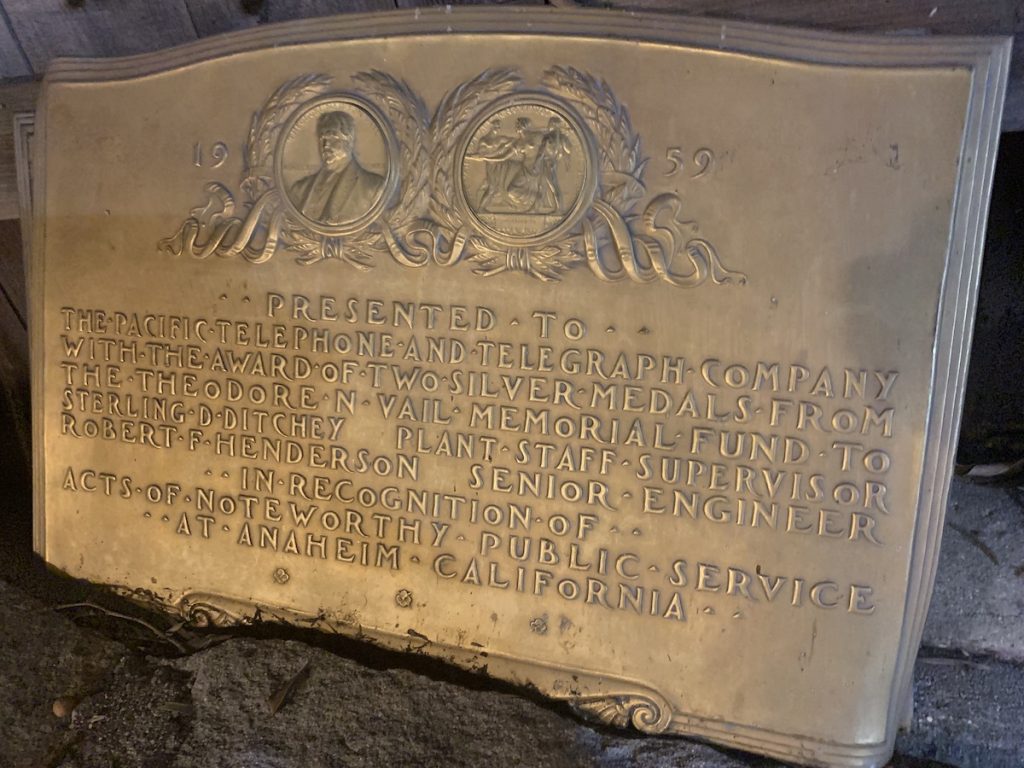 19 59
· · PRESENTED · TO · ·
THE·PACIFIC·TELEPHONE·AND·TELEGRAPH·COMPANY
WITH·THE·AWARD·OF·TWO·SILVER·MEDALS·FROM
THE·THEODORE·N·VAIL·MEMORIAL·FUND·TO
STERLING·D·DITCHEY PLANT·STAFF·SUPERVISOR
ROBERT·F·HENDERSON SENIOR·ENGINEER
· · IN·RECOGNITION·OF · ·
ACTS·OF·NOTEWORTHY·PUBLIC·SERVICE
· · AT·ANAHEIM·CALIFORNIA · ·